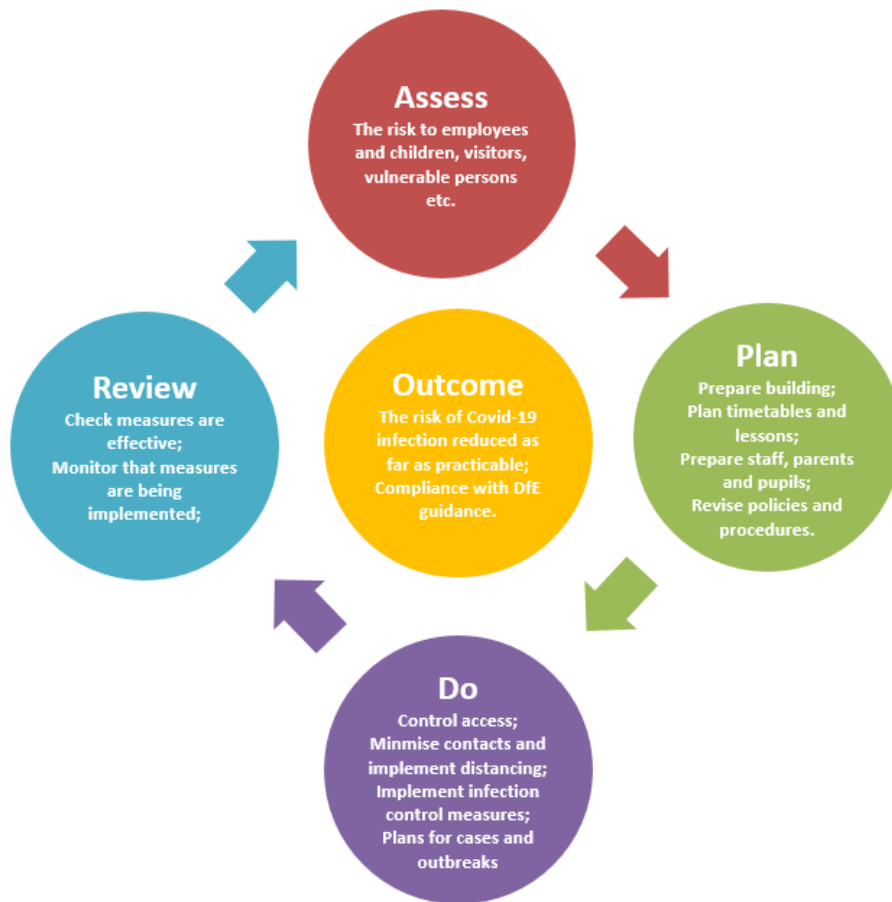 Assess
The risk to employees
and children, visitors,
vulnerable persons
etc.
Plan
Prepare building;
Plan timetables and
lessons;
Prepare staff, parents
and pupils;
Revise policies and
procedures.
Do
Control access;
Minmise contacts and
implement distancing;
Implement infection
control measures;
Plans for cases and
outbreaks
Review
Check measures are
effective;
Monitor that measures
are being
implemented;
Outcome
The risk of Covid-19
infection reduced as
far as practicable;
Compliance with DfE
guidance.